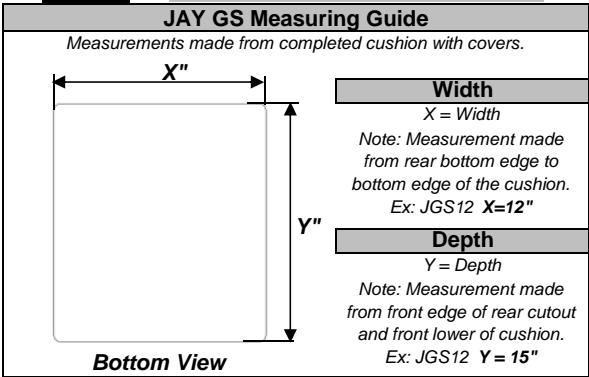 JAY GS Measuring Guide
Measurements made from completed cushion with covers.
X"
Y"
Bottom View
Width
X = Width
Note: Measurement made
from rear bottom edge to
bottom edge of the cushion.
Ex: JGS12 X=12"
Depth
Y = Depth
Note: Measurement made
from front edge of rear cutout
and front lower of cushion.
Ex: JGS12 Y = 15"